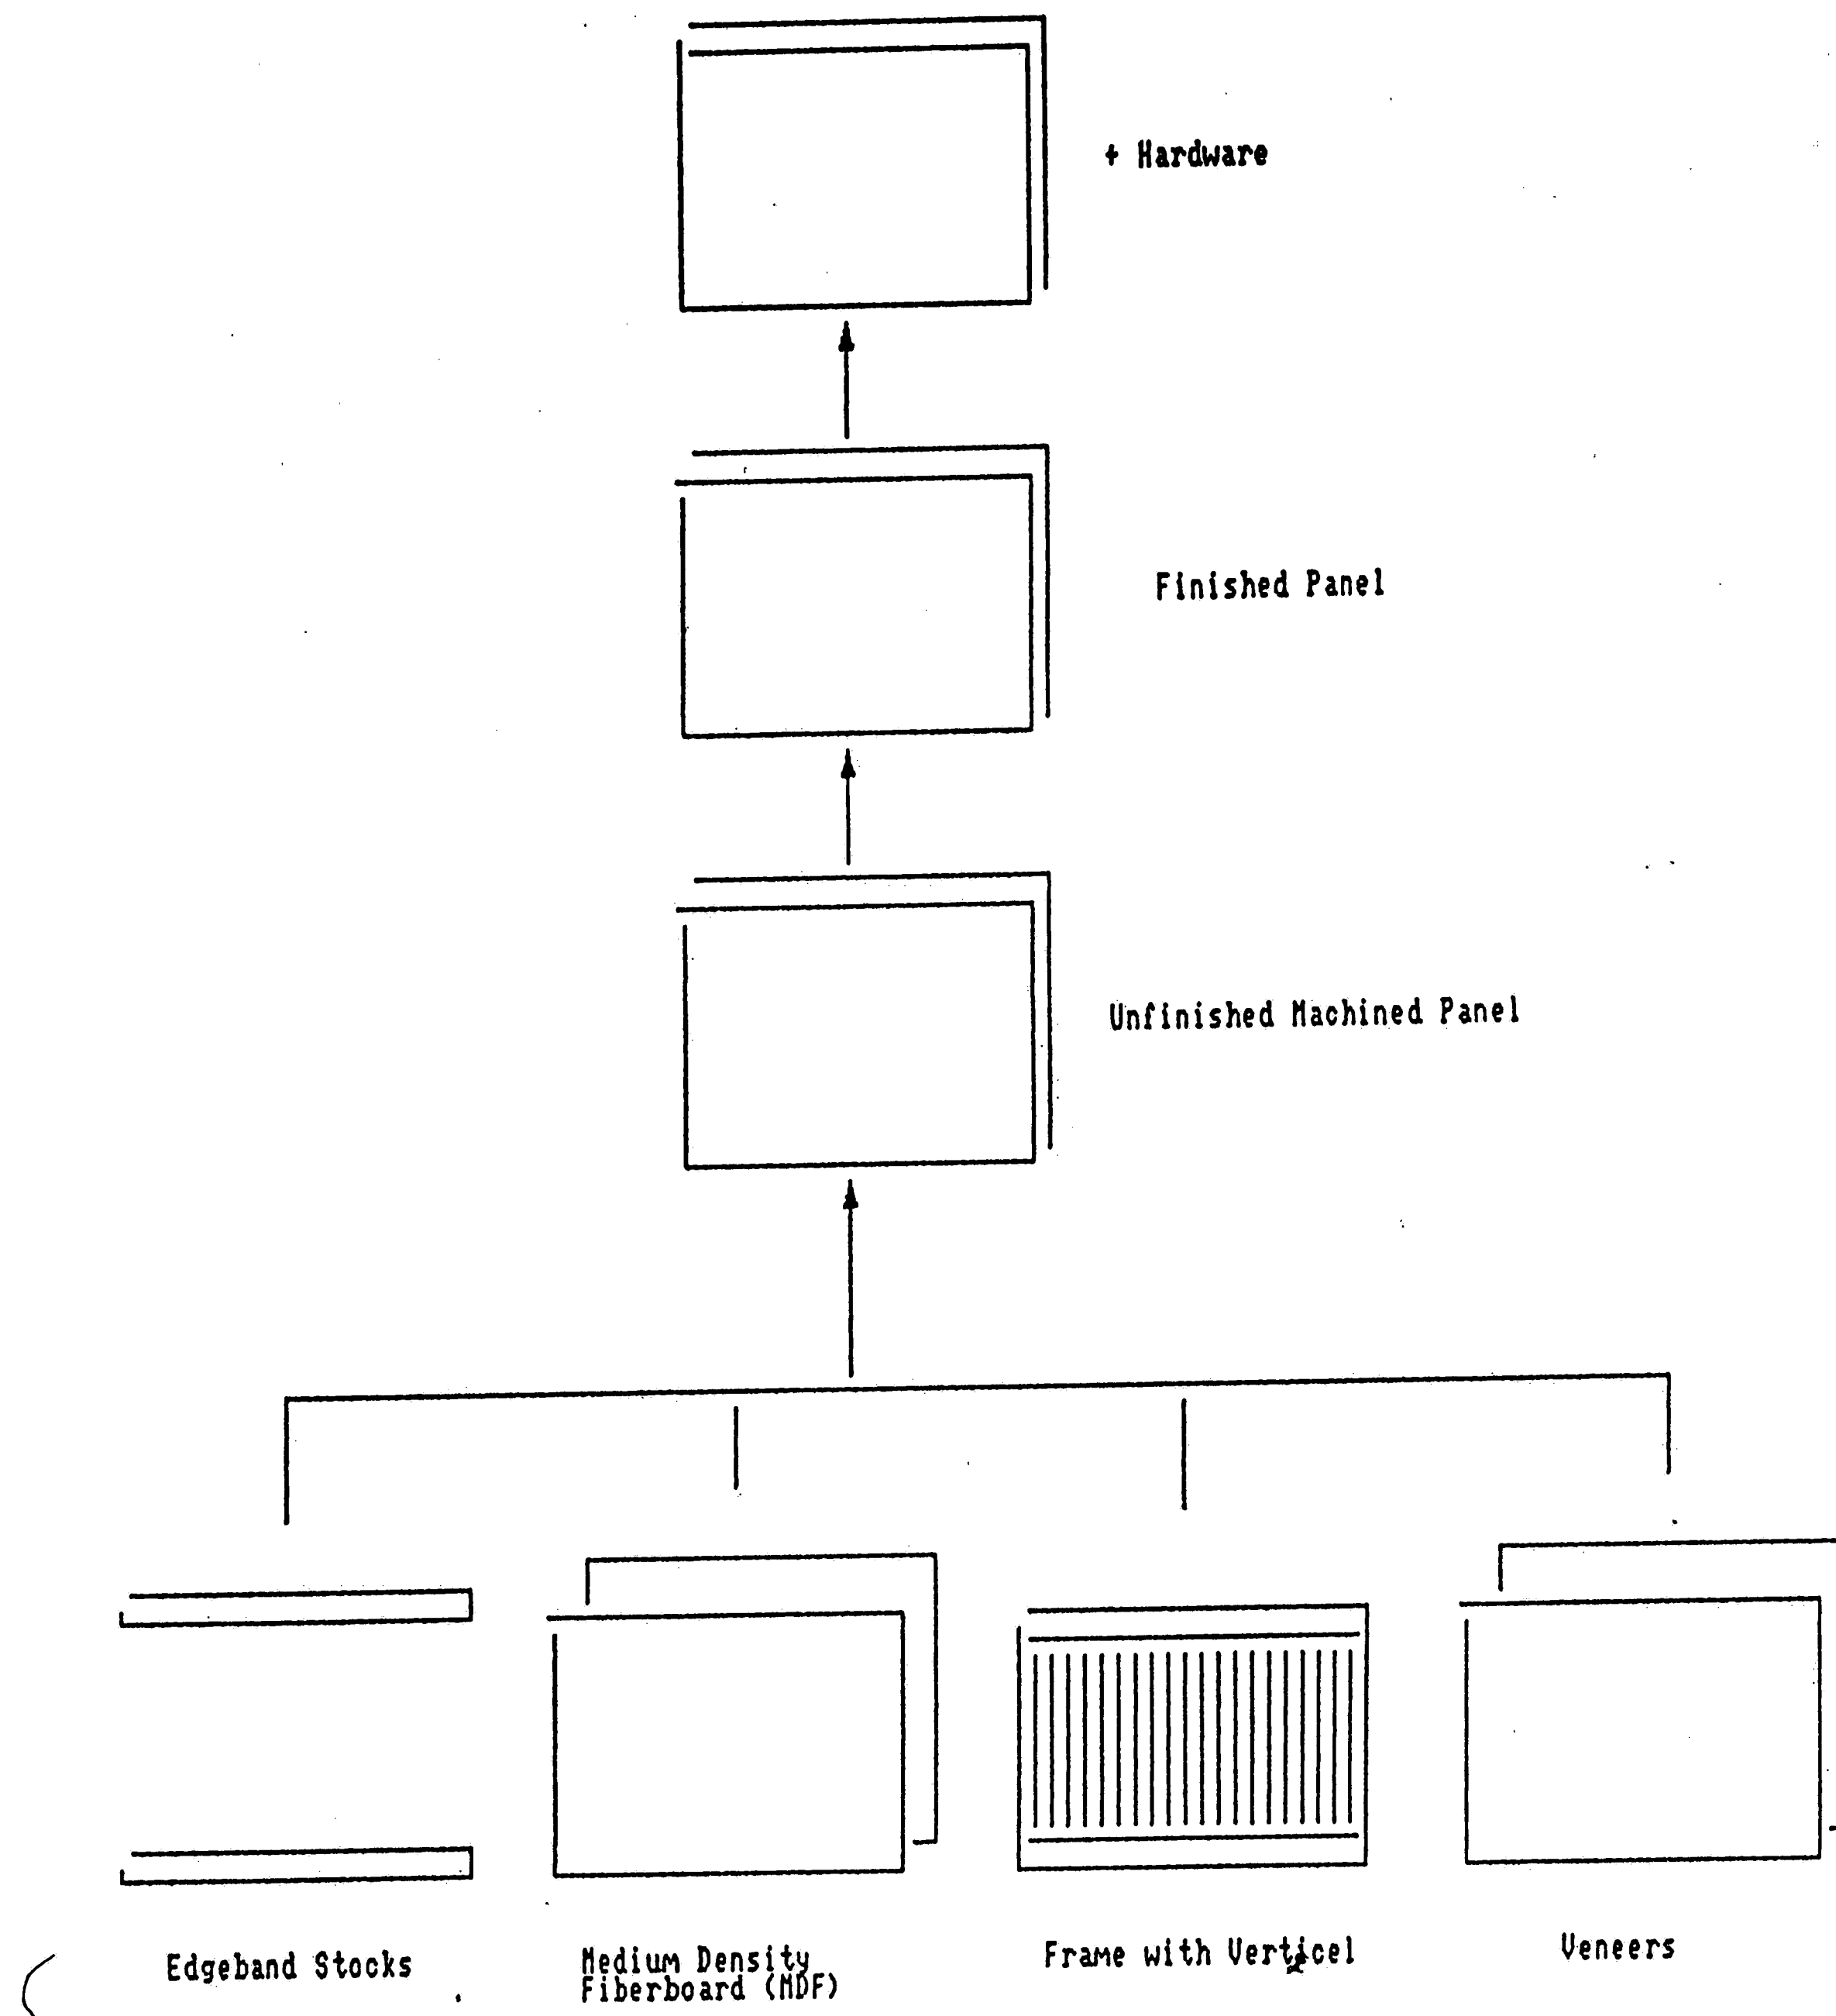 + Hardware
Finished Panel
Unfinished Machined Panel
Edgeband Stocks
Medium Density
Fiberboard (MDF)
Frame with Verticel
Veneers